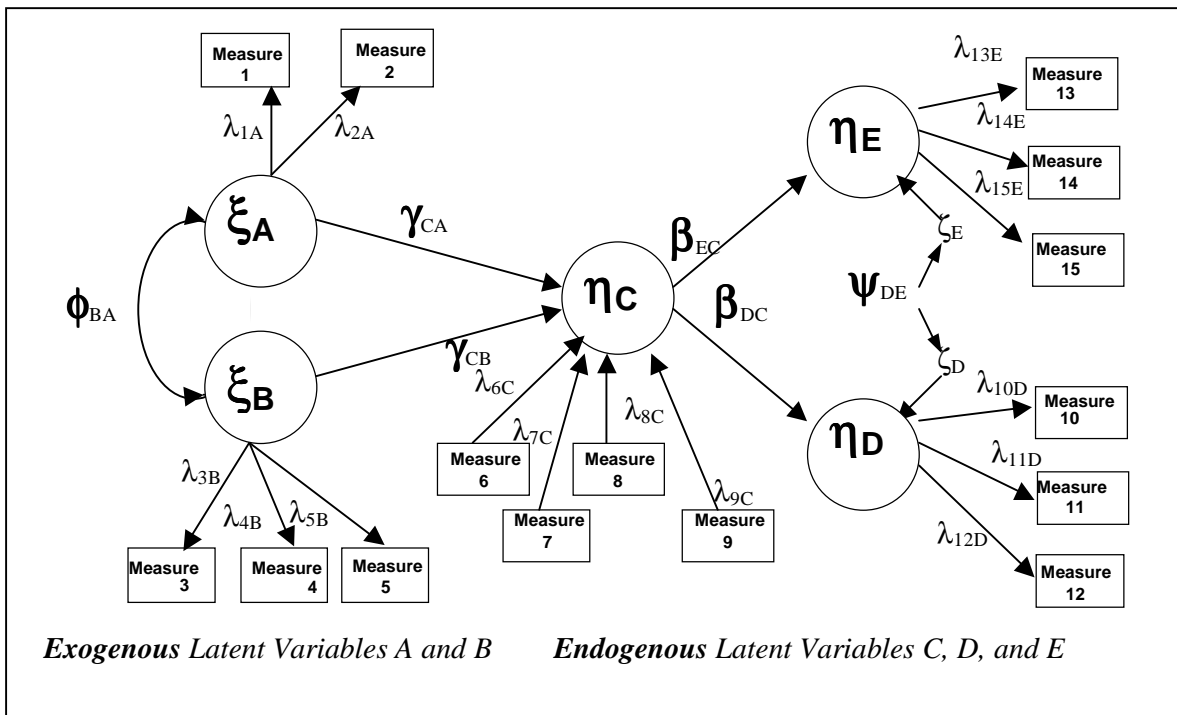 Measure
1
Measure
2
λ1A
λ2A
ξA
γCA
ϕBA
ξB
γCB
λ3B
λ4B
λ5B
Measure
3
Measure
4
Measure
5
ηC
λ6C
λ7C
λ8C
λ9C
Measure
6
Measure
7
Measure
8
Measure
9
βEC
βDC
ηE
λ13E
λ14E
λ15E
Measure
13
Measure
14
Measure
15
ζE
ψDE
ζD
ηD
λ10D
λ11D
λ12D
Measure
10
Measure
11
Measure
12
Exogenous Latent Variables A and B
Endogenous Latent Variables C, D, and E